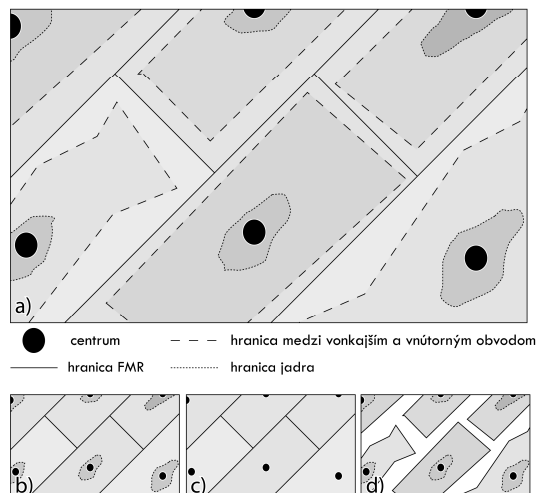 a)
centrum
hranica medzi vonkajším a vnútorným obvodom
hranica FMR
hranica jadra
b)
c)
d)